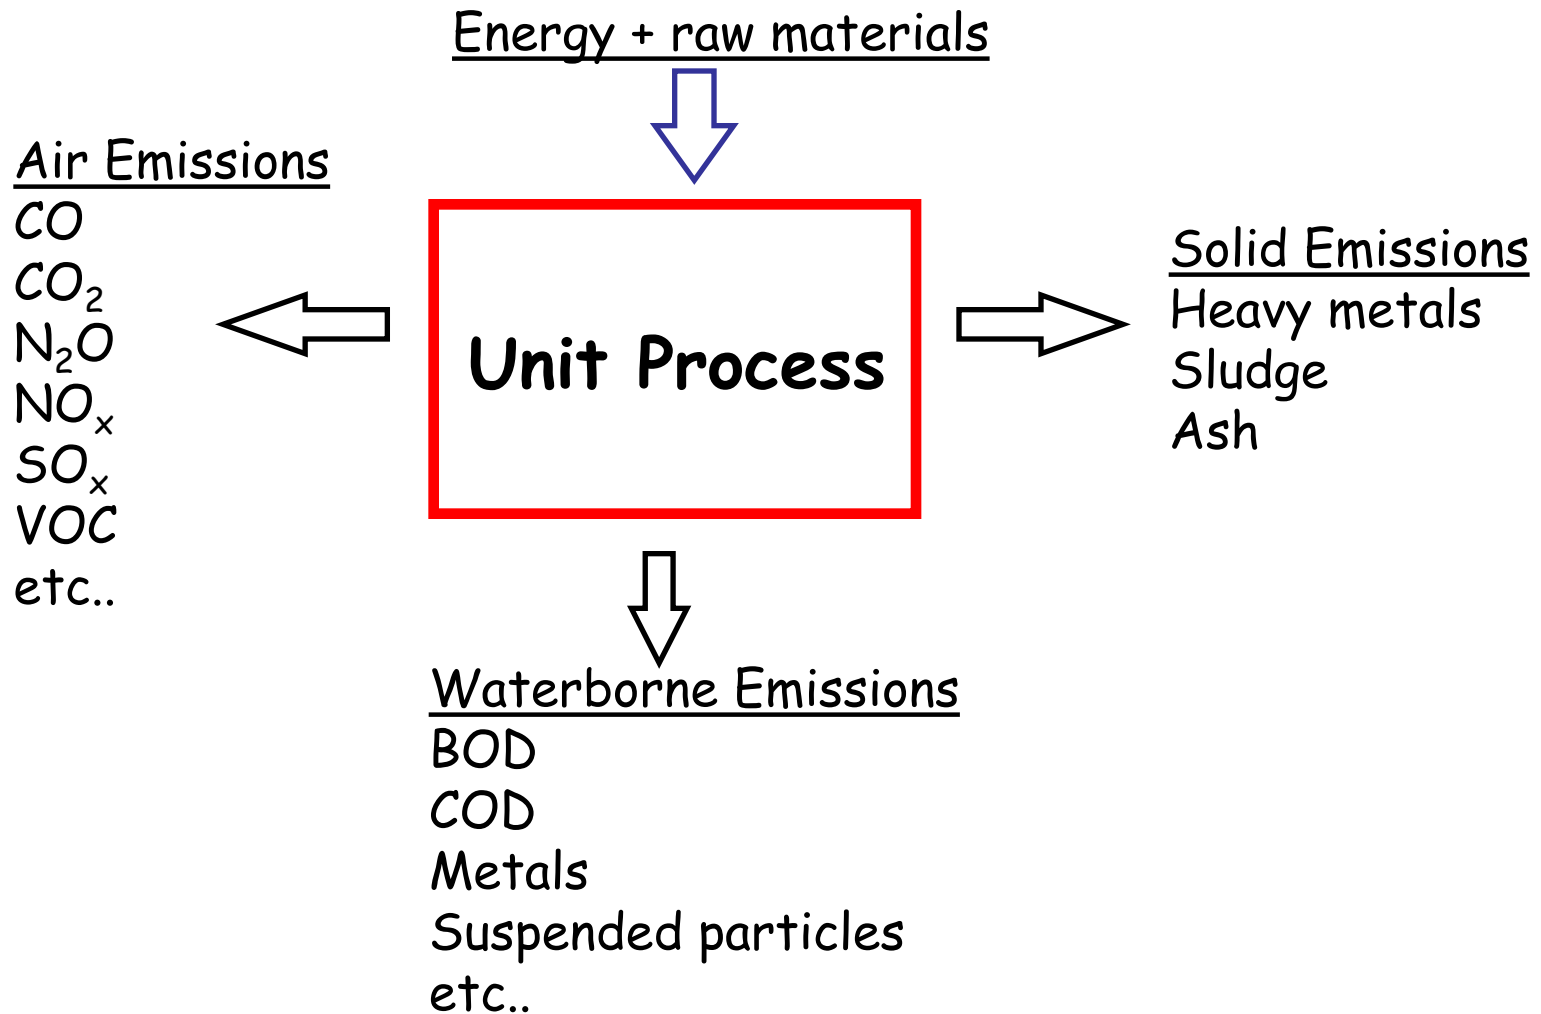 Energy + raw materials
Air Emissions
CO
CO₂
N₂O
NOₓ
SOₓ
VOC
etc..
Unit Process
Solid Emissions
Heavy metals
Sludge
Ash
Waterborne Emissions
BOD
COD
Metals
Suspended particles
etc..